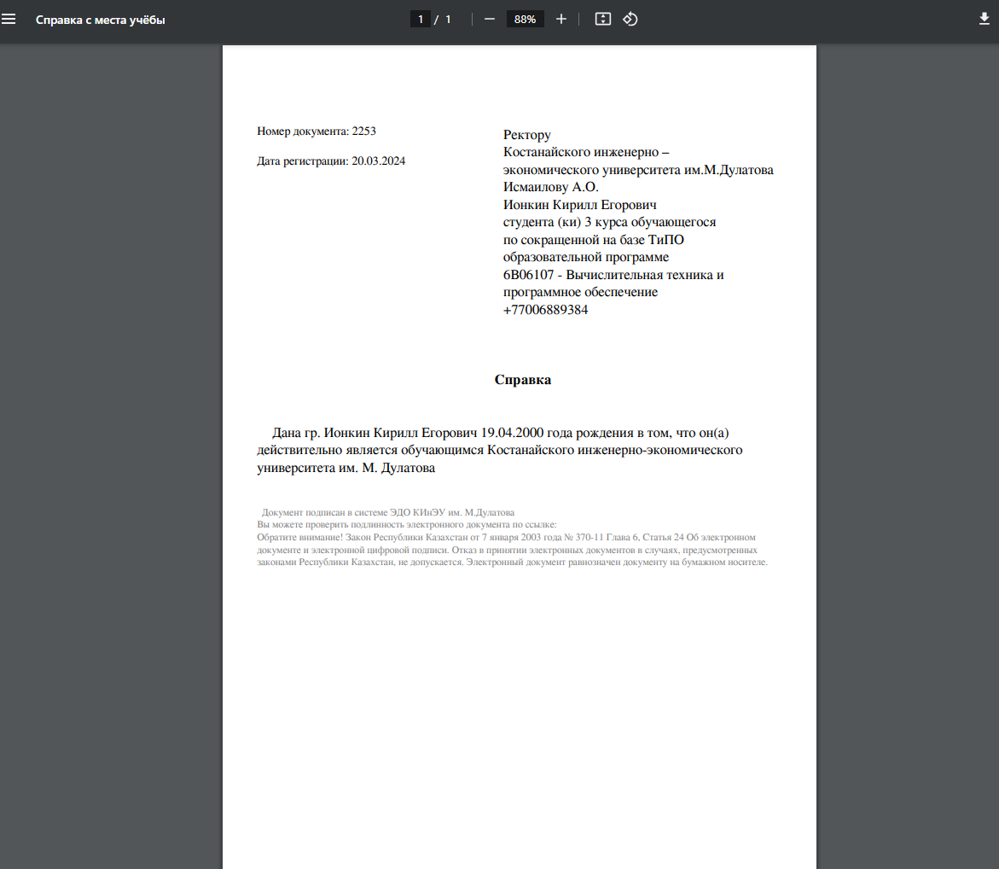 Справка с места учёбы
1 / 1
88%
Номер документа: 2253
Дата регистрации: 20.03.2024
Ректору
Костанайского инженерно –
экономического университета им.М.Дулатова
Исмаилову А.О.
Ионкин Кирилл Егорович
студента (ки) 3 курса обучающегося
по сокращенной на базе ТиПО
образовательной программе
6B06107 - Вычислительная техника и
программное обеспечение
+77006889384
Справка
Дана гр. Ионкин Кирилл Егорович 19.04.2000 года рождения в том, что он(а)
действительно является обучающимся Костанайского инженерно-экономического
университета им. М. Дулатова
Документ подписан в системе ЭДО КИнЭУ им. М.Дулатова
Вы можете проверить подлинность электронного документа по ссылке:
Обратите внимание! Закон Республики Казахстан от 7 января 2003 года № 370-11 Глава 6, Статья 24 Об электронном
документе и электронной цифровой подписи. Отказ в принятии электронных документов в случаях, предусмотренных
законами Республики Казахстан, не допускается. Электронный документ равнозначен документу на бумажном носителе.